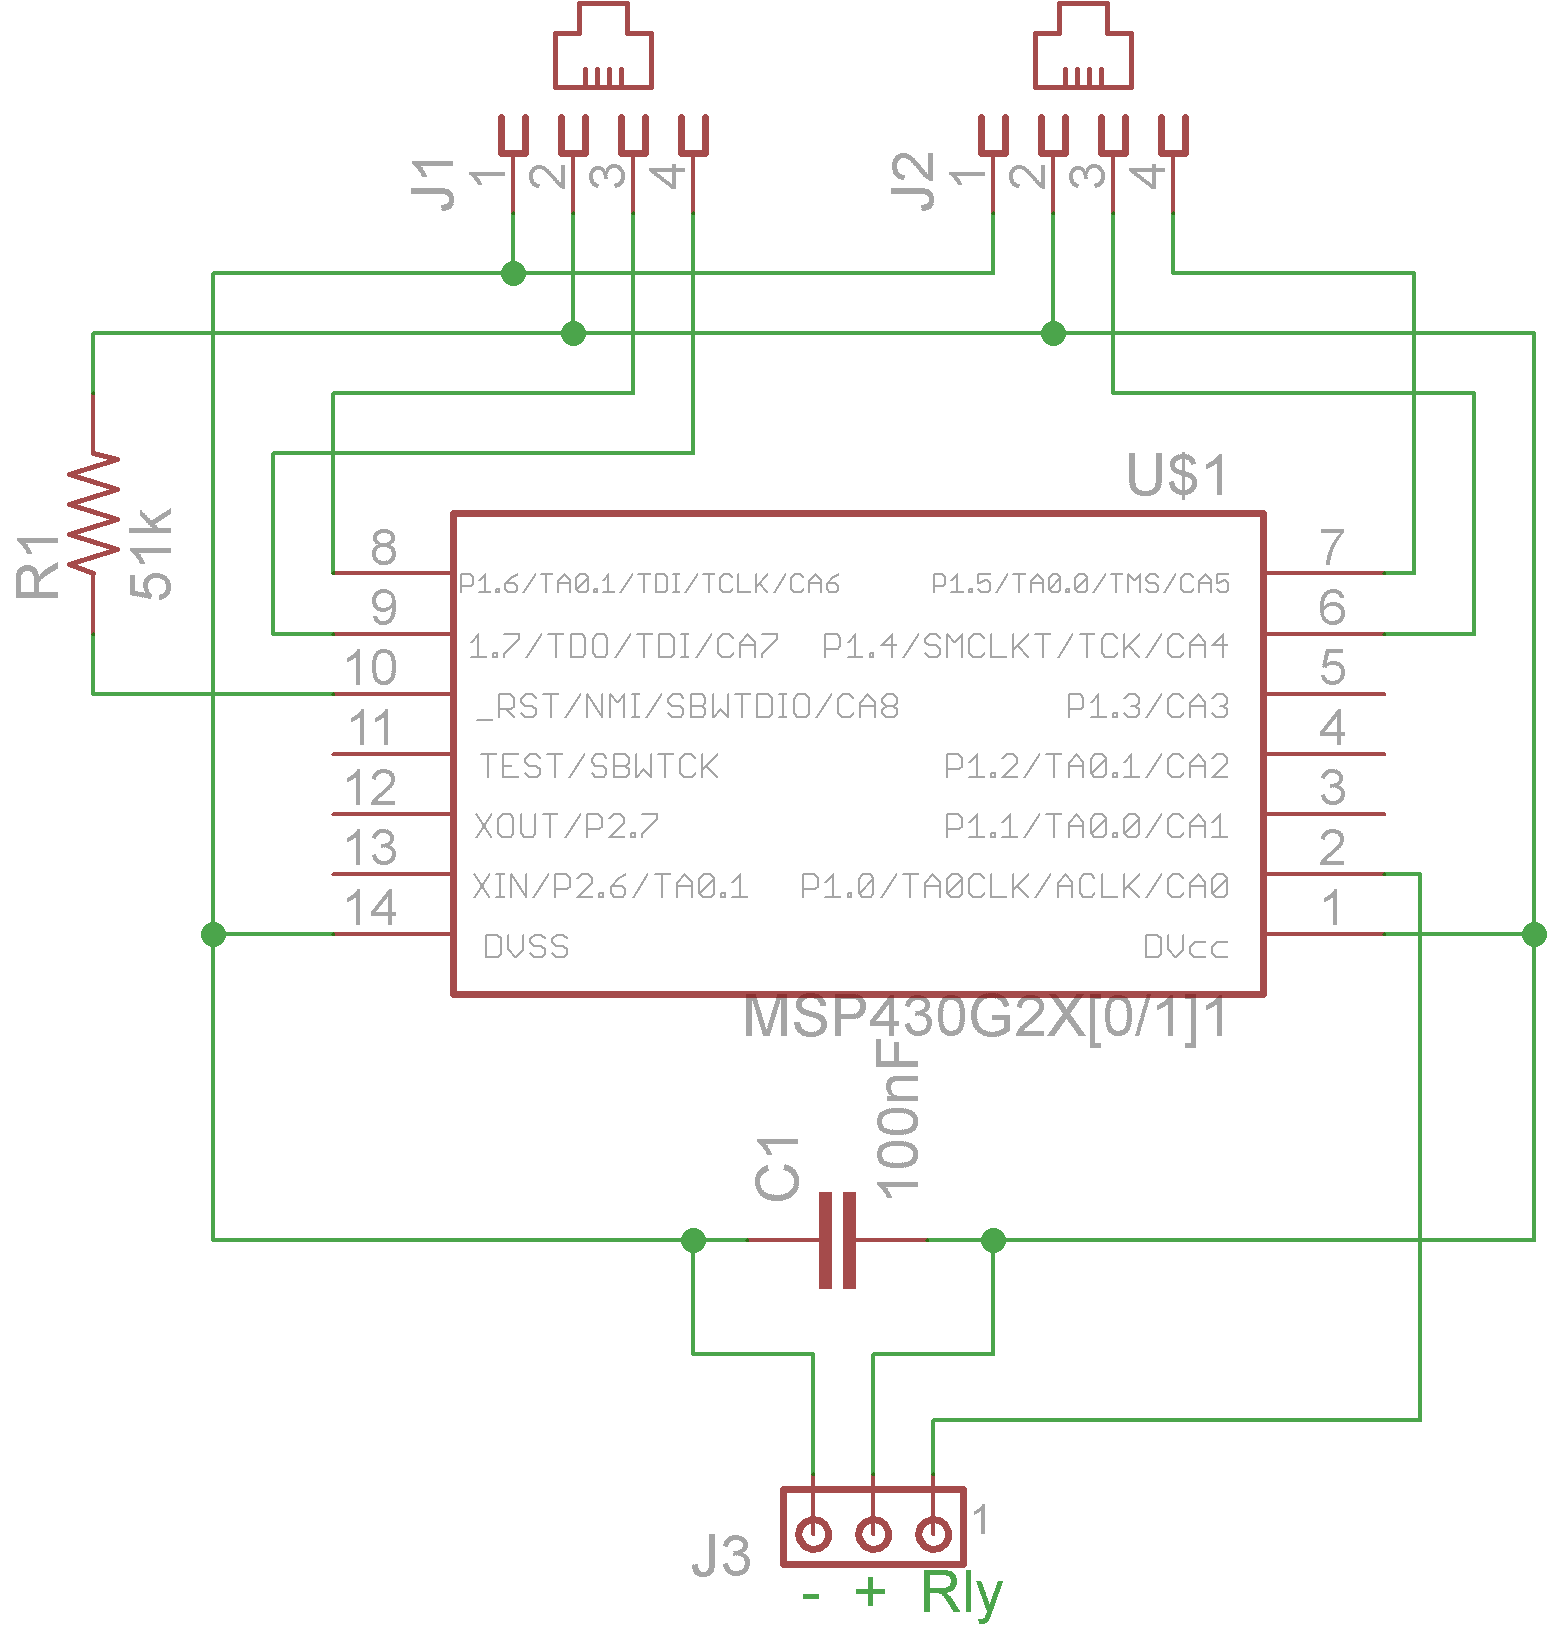 J1
1
2
3
4
J2
1
2
3
4
R1
51k
U$1
8
7
P1.6/TA0.1/TDI/TCLK/CA6
P1.5/TA0.0/TMS/CA5
9
6
1.7/TDO/TDI/CA7
P1.4/SMCLKT/TCK/CA4
10
5
_RST/NMI/SBWTDIO/CA8
P1.3/CA3
11
4
TEST/SBWTCK
P1.2/TA0.1/CA2
12
3
XOUT/P2.7
P1.1/TA0.0/CA1
13
2
XIN/P2.6/TA0.1
P1.0/TA0CLK/ACLK/CA0
14
1
DVSS
DVcc
MSP430G2X[0/1]1
C1
100nF
J3
1
- + Rly